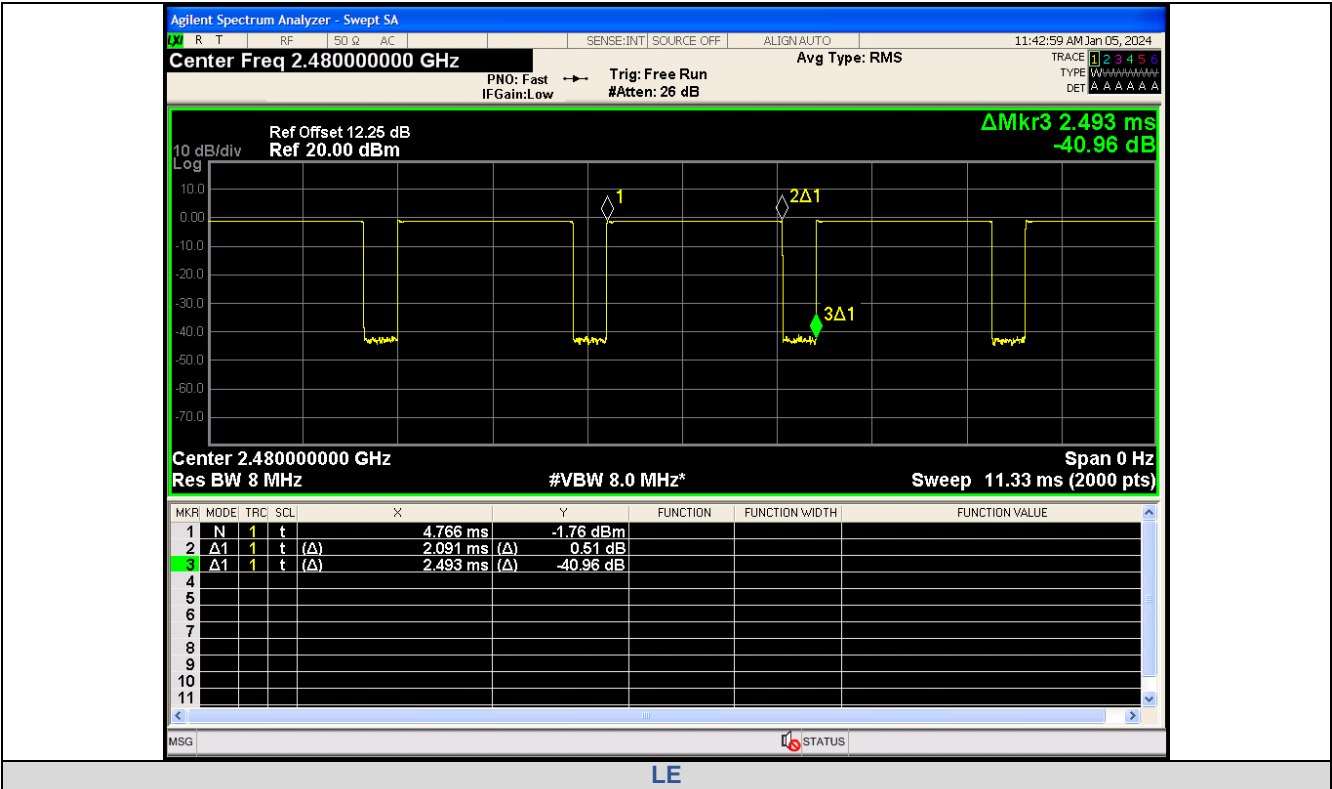 Agilent Spectrum Analyzer - Swept SA
LXI R T RF 50 Ω AC SENSE:INT SOURCE OFF ALIGN AUTO 11:42:59 AM Jan 05, 2024
Center Freq 2.480000000 GHz
Avg Type: RMS
TRACE 1 2 3 4 5 6
PNO: Fast
Trig: Free Run
TYPE W
IFGain:Low
#Atten: 26 dB
DET A A A A A A
ΔMkr3 2.493 ms
-40.96 dB
Ref Offset 12.25 dB
10 dB/div Ref 20.00 dBm
Log
10.0
0.00
-10.0
-20.0
-30.0
-40.0
-50.0
-60.0
-70.0
1
2Δ1
3Δ1
Center 2.480000000 GHz Span 0 Hz
Res BW 8 MHz #VBW 8.0 MHz* Sweep 11.33 ms (2000 pts)
MKR MODE TRC SCL X Y FUNCTION FUNCTION WIDTH FUNCTION VALUE
1 N 1 t 4.766 ms -1.76 dBm
2 Δ1 1 t (Δ) 2.091 ms (Δ) 0.51 dB
3 Δ1 1 t (Δ) 2.493 ms (Δ) -40.96 dB
4
5
6
7
8
9
10
11
MSG STATUS
LE